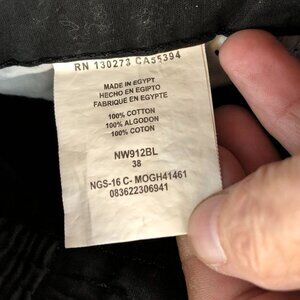 RN 130273 CA55394
MADE IN EGYPT
HECHO EN EGIPTO
FABRIQUE EN EGYPTE
100% COTTON
100% ALGODON
100% COTON
NW912BL
38
NGS-16 C- MOGH41461
083622306941